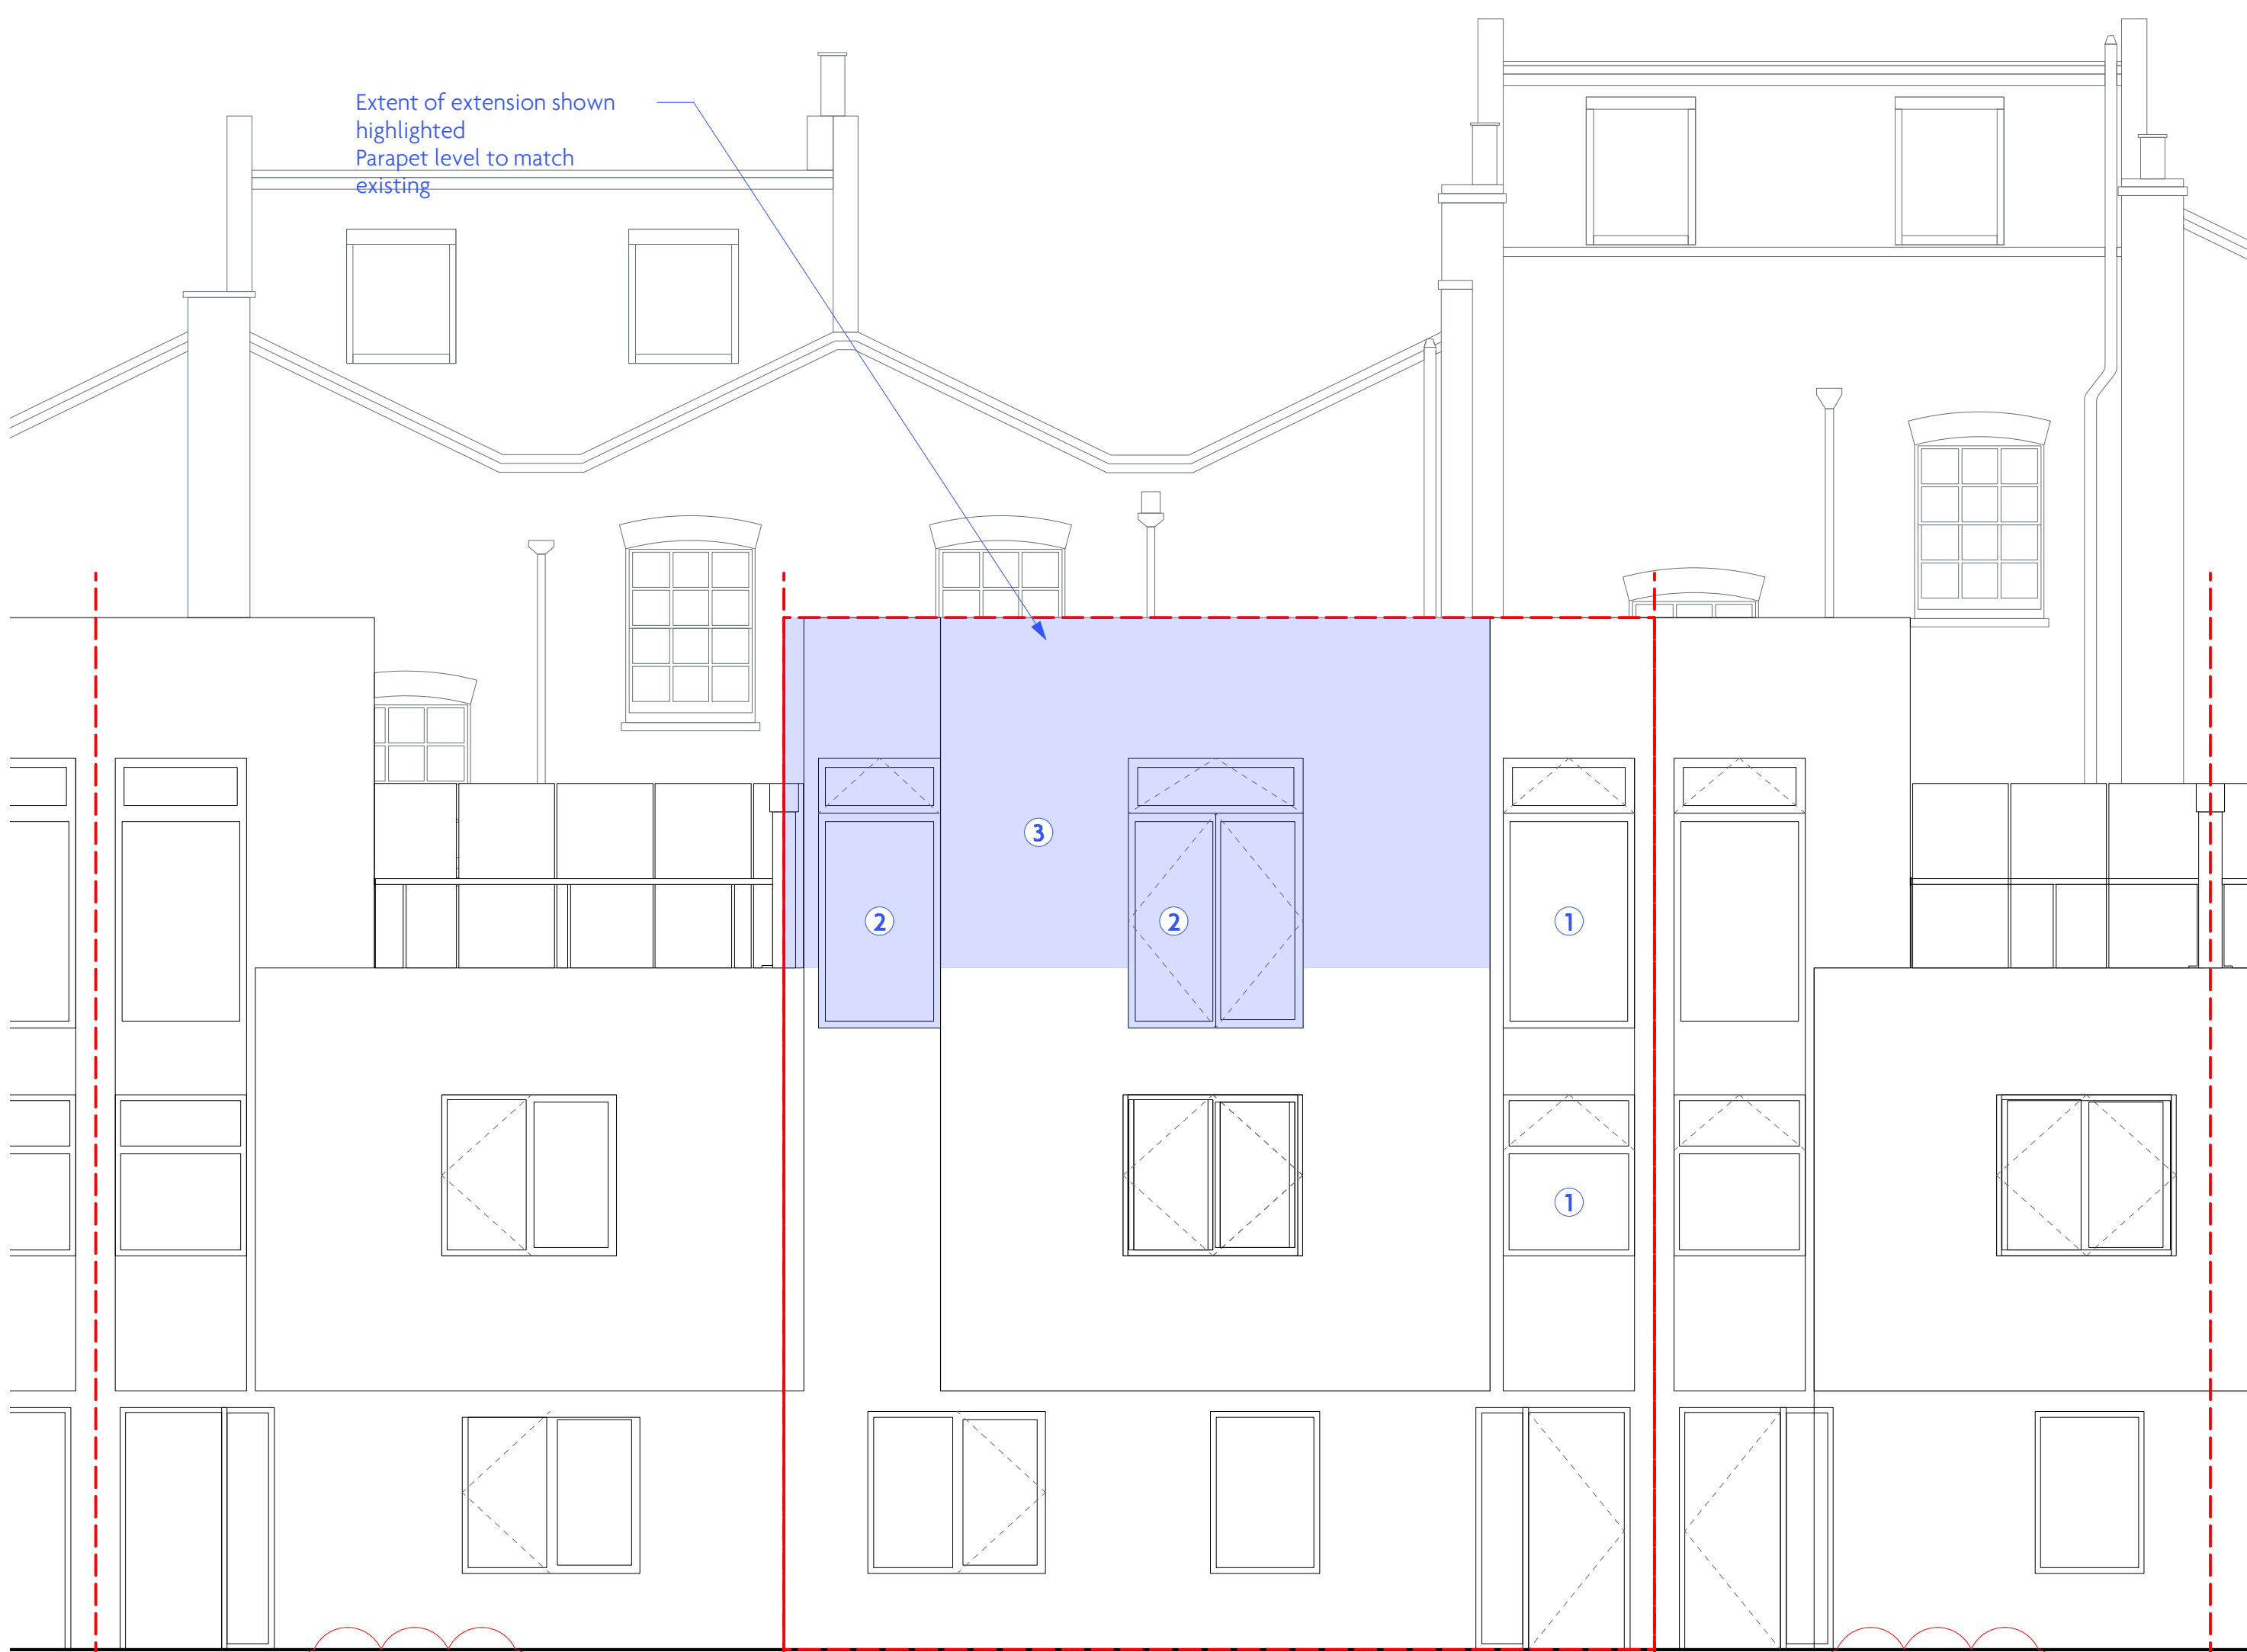 Extent of extension shown
highlighted
Parapet level to match
existing
3
2
2
1
1